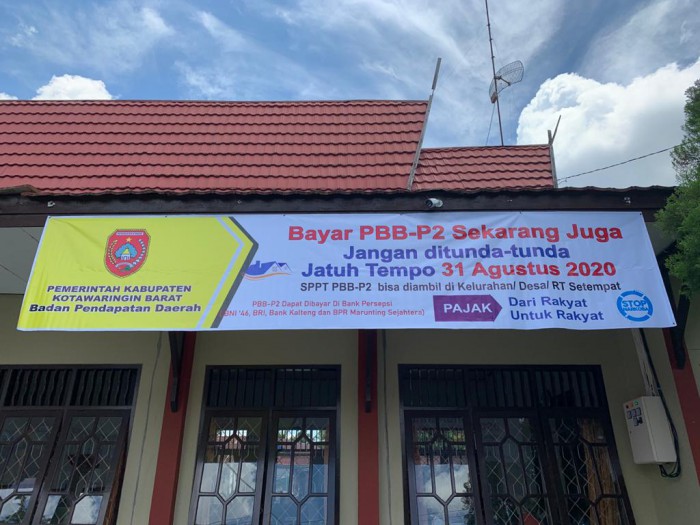 PEMERINTAH KABUPATEN
KOTAWARINGIN BARAT
Badan Pendapatan Daerah
Bayar PBB-P2 Sekarang Juga
Jangan ditunda-tunda
Jatuh Tempo 31 Agustus 2020
SPPT PBB-P2 bisa diambil di Kelurahan/ Desa/ RT Setempat
PBB-P2 Dapat Dibayar Di Bank Persepsi
(BNI '46, BRI, Bank Kalteng dan BPR Marunting Sejahtera)
PAJAK
Dari Rakyat
Untuk Rakyat
STOP